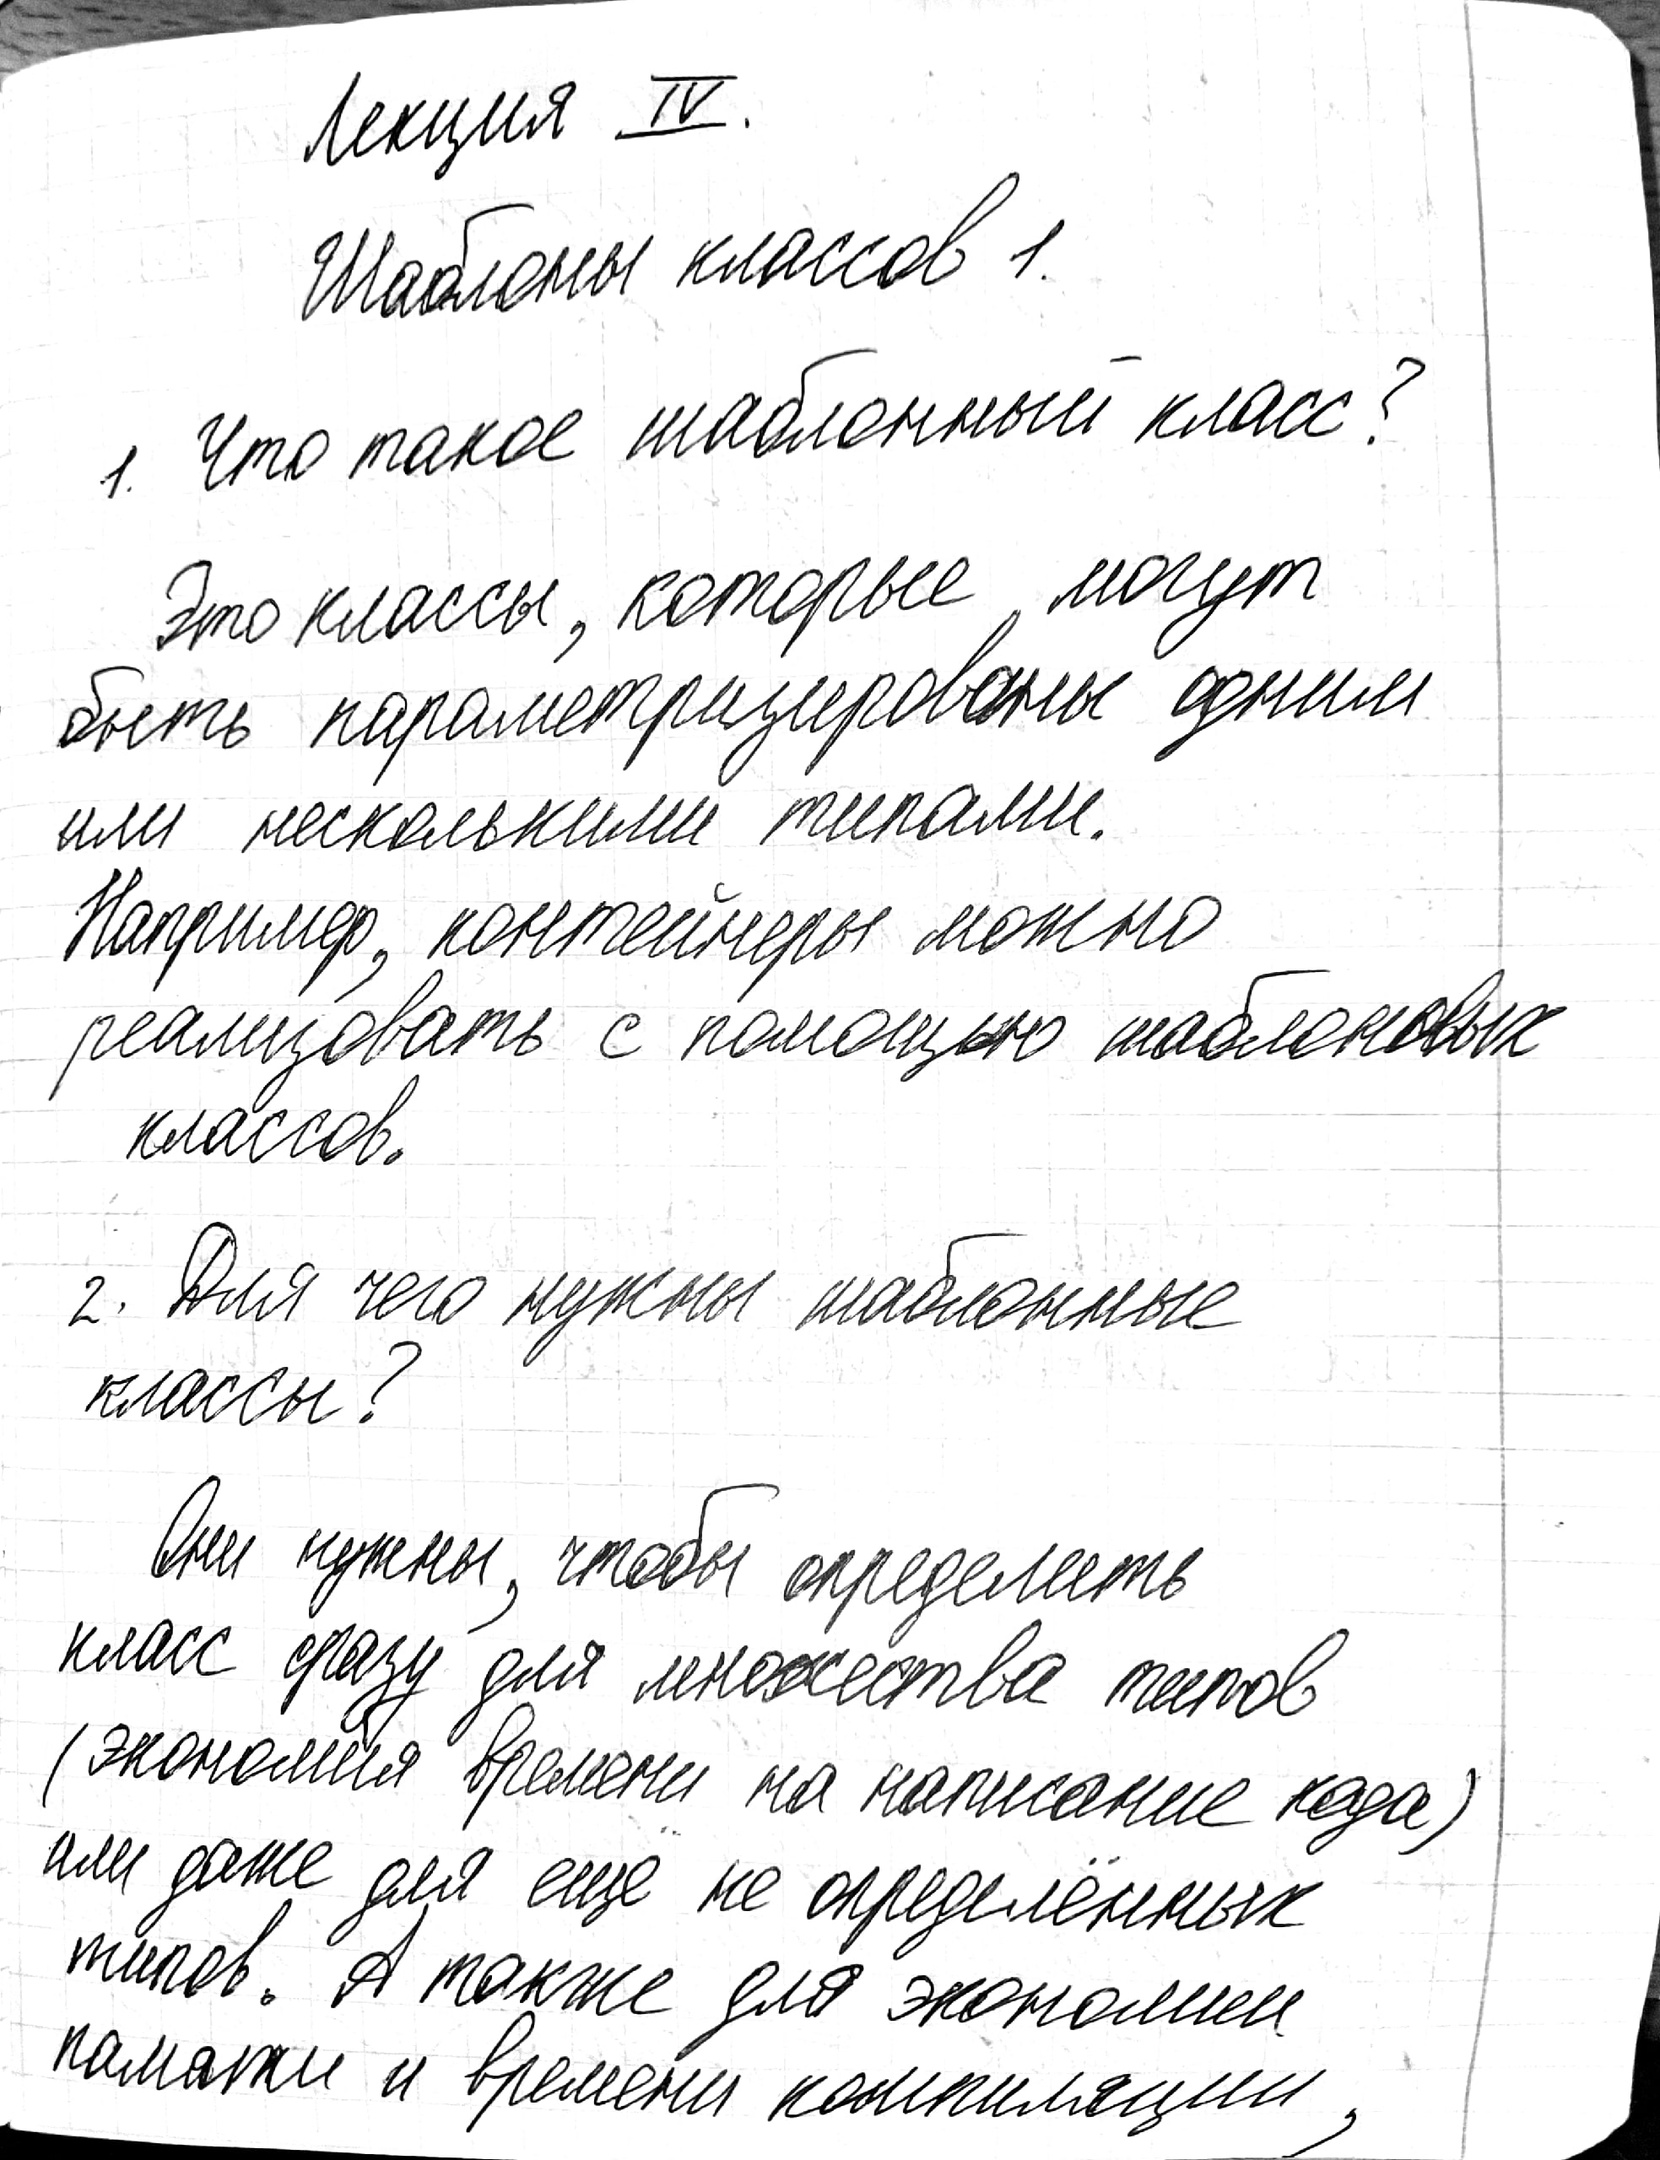 Лекция IV.
Шаблоны классов 1.
1. Что такое шаблонный класс?
Это классы, которые могут
быть параметризированы одним
или несколькими типами.
Например, контейнеры можно
реализовать с помощью шаблоновых
классов.
2. Для чего нужны шаблонные
классы?
Они нужны, чтобы определить
класс сразу для множества типов
(экономия времени на написание кода)
или даже для ещё не определённых
типов. А также для экономии
памяти и времени компиляции,